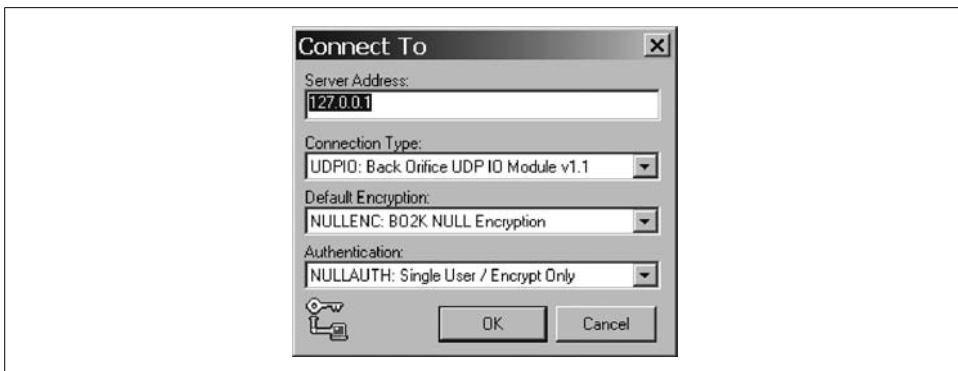 Connect To
Server Address:
127.0.0.1
Connection Type:
UDPIO: Back Orifice UDP IO Module v1.1
Default Encryption:
NULLENC: BO2K NULL Encryption
Authentication:
NULLAUTH: Single User / Encrypt Only
OK Cancel